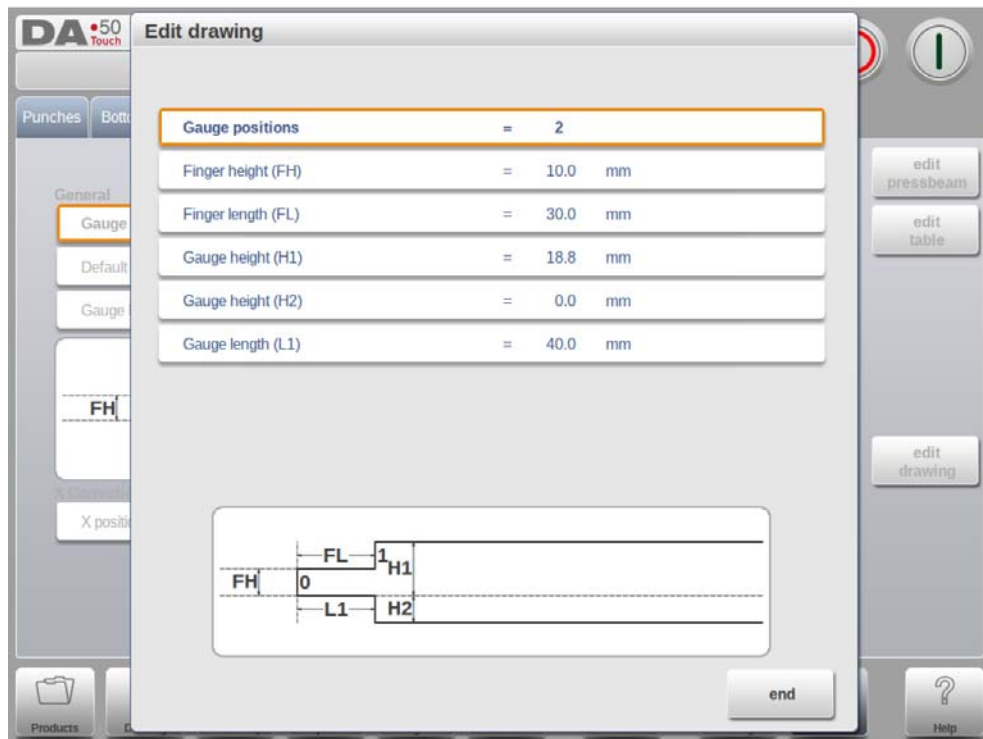 DA•50
Touch
Edit drawing
Punches
Gauge positions = 2
Finger height (FH) = 10.0 mm
Finger length (FL) = 30.0 mm
Gauge height (H1) = 18.8 mm
Gauge height (H2) = 0.0 mm
Gauge length (L1) = 40.0 mm
General
Gauge
Default
Gauge
FH
X positi
edit
pressbeam
edit
table
edit
drawing
FL 1
H1
FH 0
L1 H2
end
Products
Help